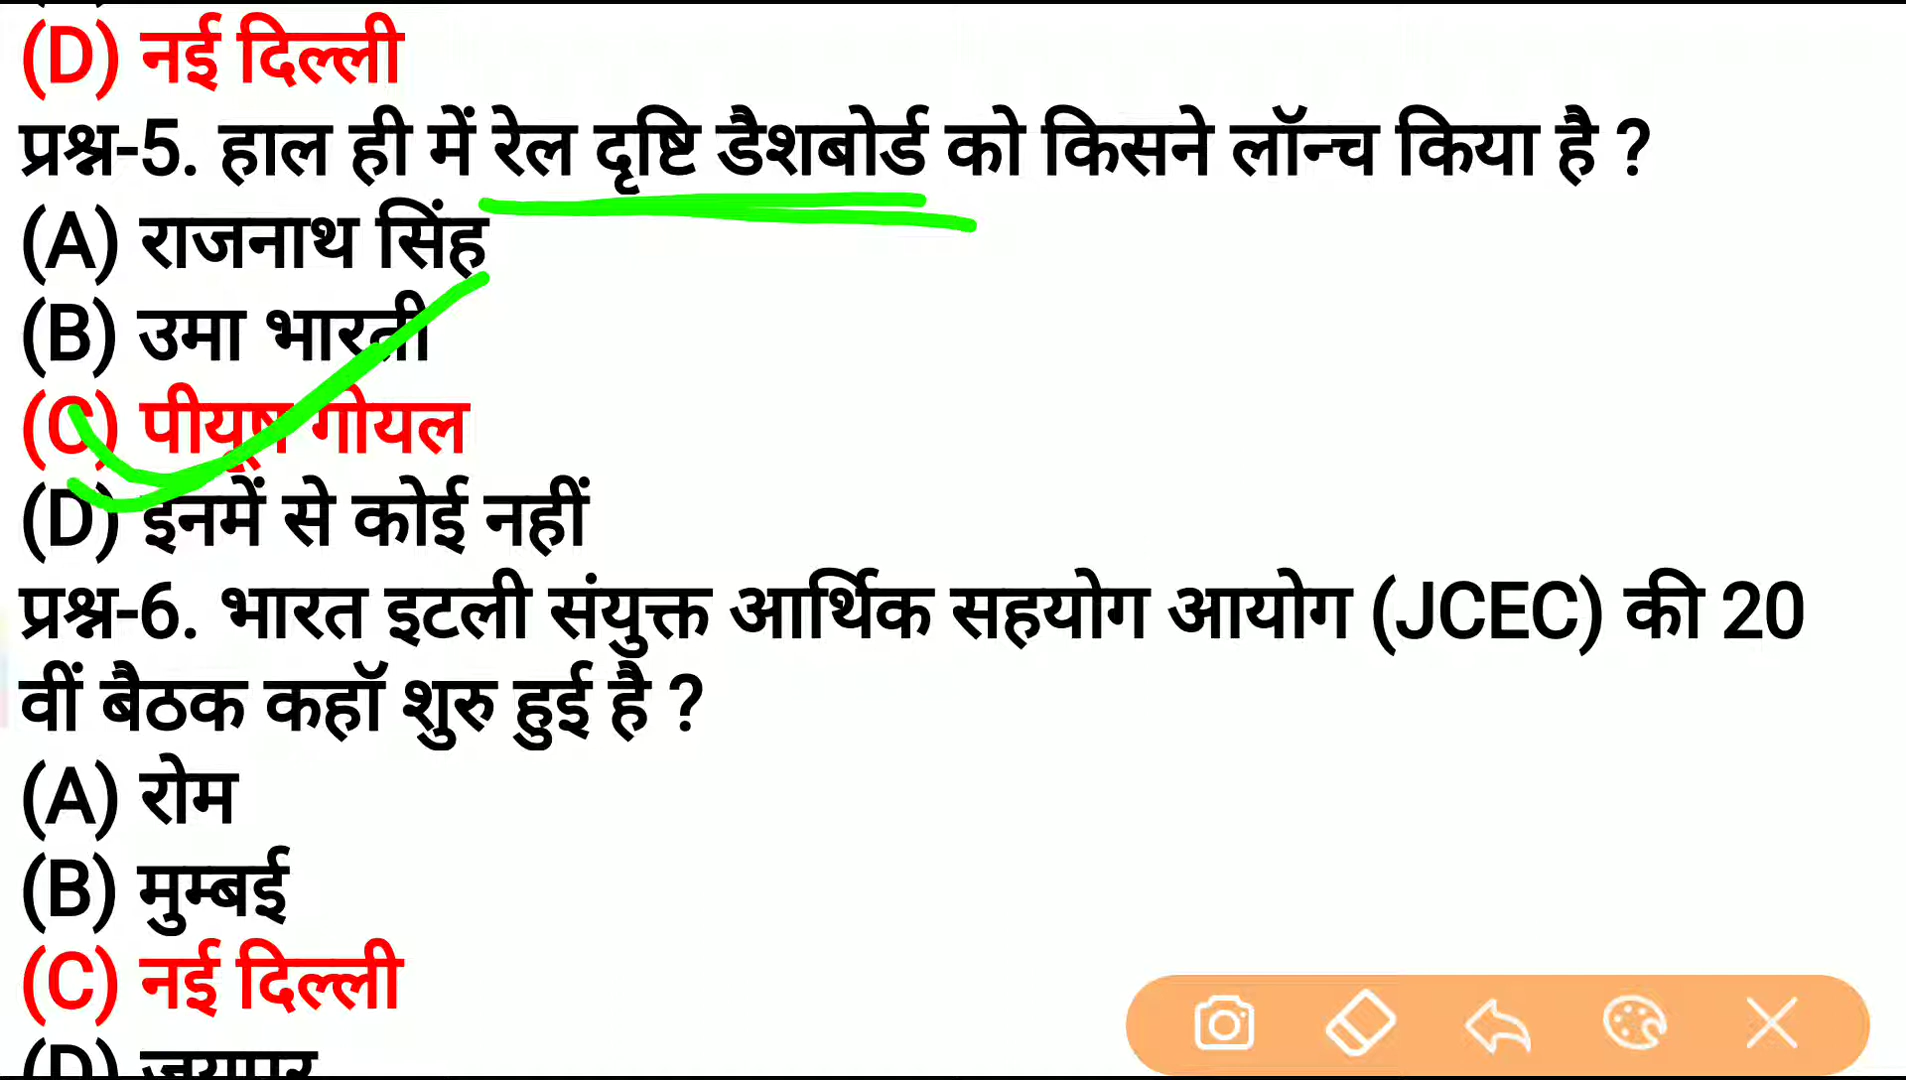 (D) नई दिल्ली
प्रश्न-5. हाल ही में रेल दृष्टि डैशबोर्ड को किसने लॉन्च किया है ?
(A) राजनाथ सिंह
(B) उमा भारती
(C) पीयूष गोयल
(D) इनमें से कोई नहीं
प्रश्न-6. भारत इटली संयुक्त आर्थिक सहयोग आयोग (JCEC) की 20
वीं बैठक कहॉ शुरु हुई है ?
(A) रोम
(B) मुम्बई
(C) नई दिल्ली
(D) जयपुर